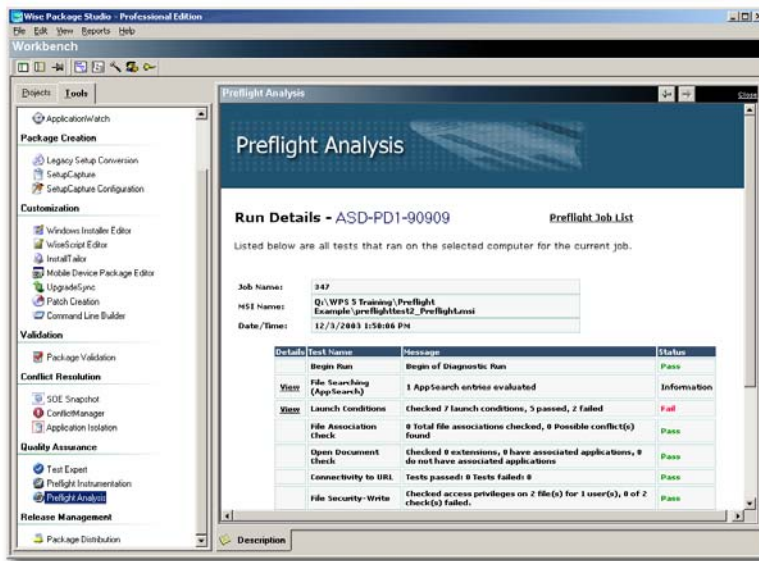 Wise Package Studio - Professional Edition
File Edit View Reports Help
Workbench
Projects Tools
ApplicationWatch
Package Creation
Legacy Setup Conversion
SetupCapture
SetupCapture Configuration
Customization
Windows Installer Editor
WiseScript Editor
InstallTailor
Mobile Device Package Editor
UpgradeSync
Patch Creation
Command Line Builder
Validation
Package Validation
Conflict Resolution
SOE Snapshot
ConflictManager
Application Isolation
Quality Assurance
Test Expert
Preflight Instrumentation
Preflight Analysis
Release Management
Package Distribution
Preflight Analysis
Close
Preflight Analysis
Run Details - ASD-PD1-90909 Preflight Job List
Listed below are all tests that ran on the selected computer for the current job.
Job Name: 347
MSI Name: Q:\WPS 5 Training\Preflight
Example\preflighttest2_Preflight.msi
Date/Time: 12/3/2003 1:50:06 PM
Details Test Name Message Status
Begin Run Begin of Diagnostic Run Pass
View File Searching (AppSearch) 1 AppSearch entries evaluated Information
View Launch Conditions Checked 7 launch conditions, 5 passed, 2 failed Fail
File Association Check 0 Total file associations checked, 0 Possible conflict(s) found Pass
Open Document Check Checked 0 extensions, 0 have associated applications, 0 do not have associated applications Pass
Connectivity to URL Tests passed: 0 Tests failed: 0 Pass
File Security-Write Checked access privileges on 2 file(s) for 1 user(s), 0 of 2 check(s) failed. Pass
Description